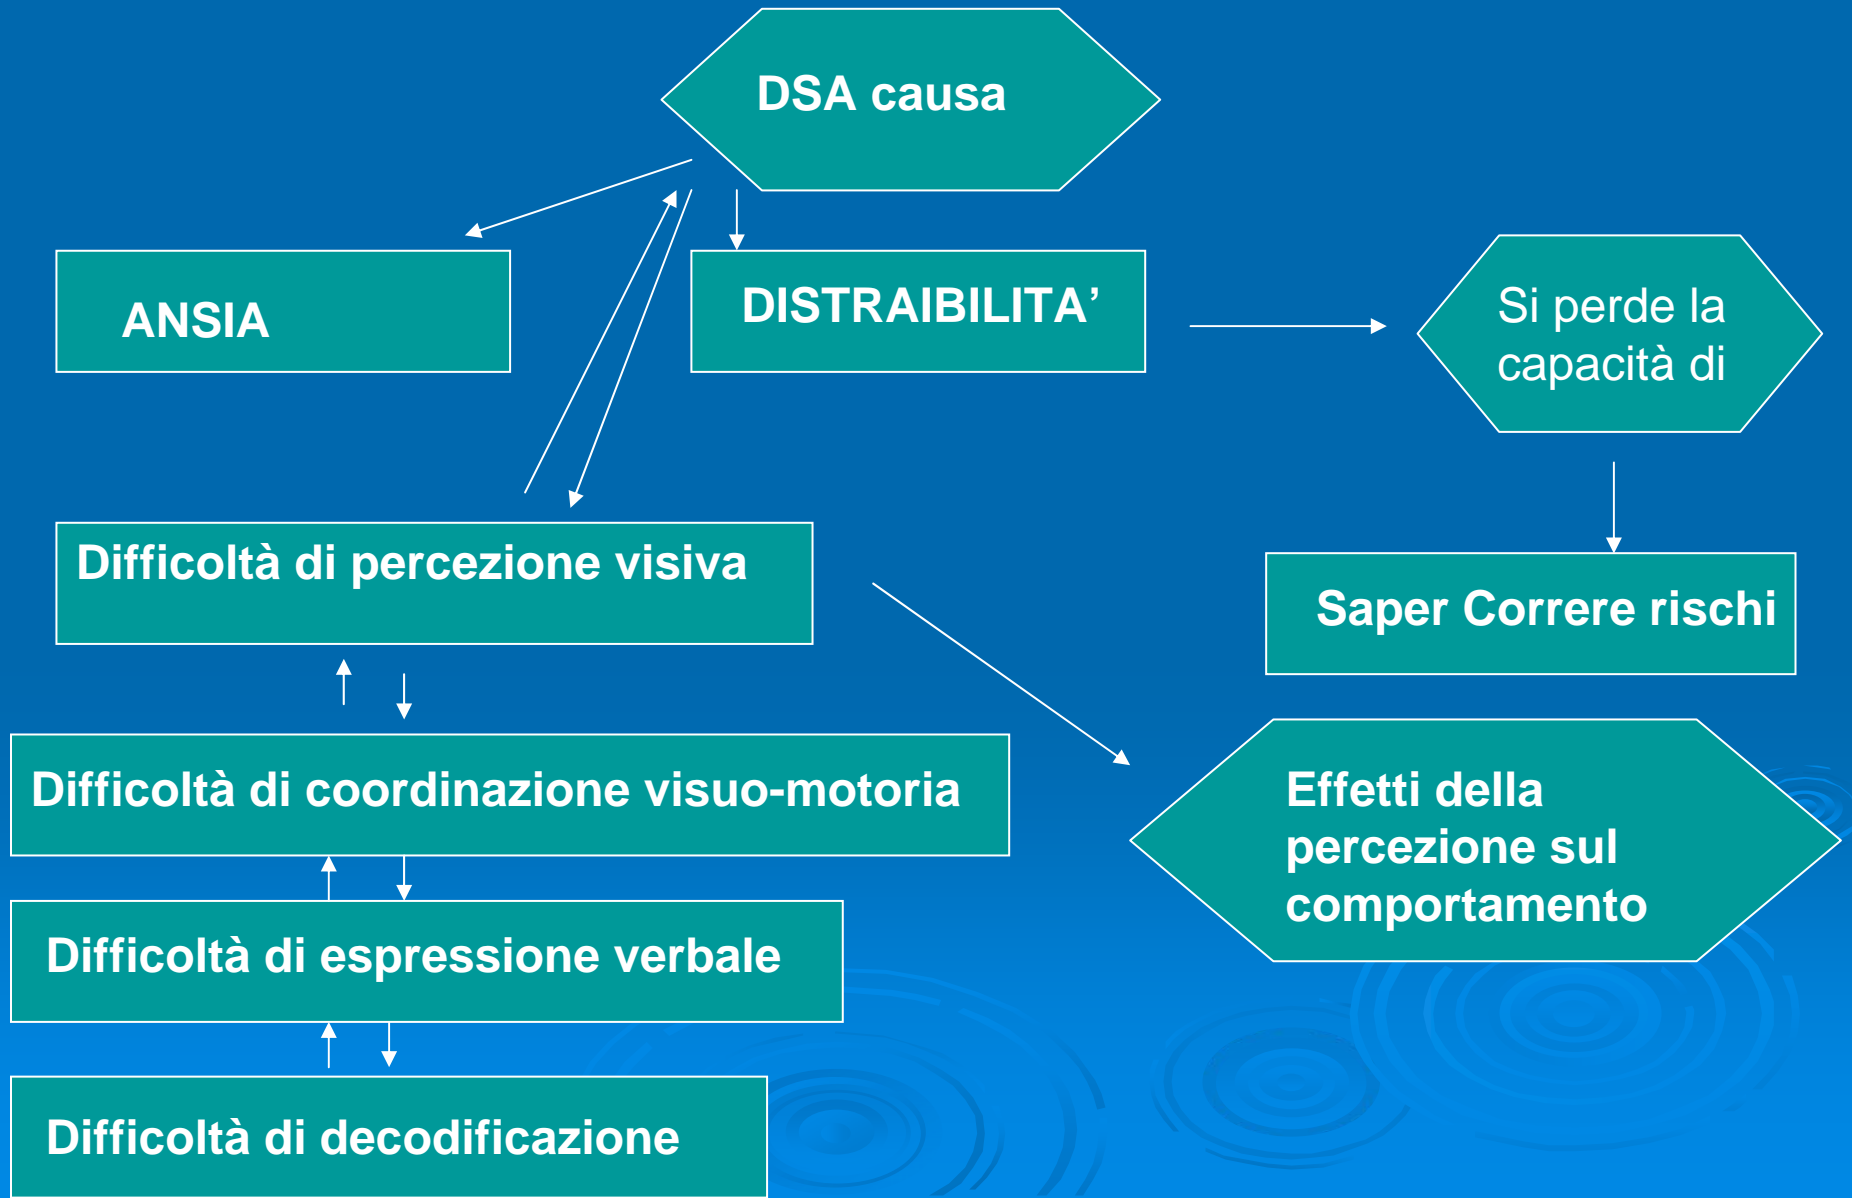 DSA causa
ANSIA
DISTRAIBILITA’
Si perde la
capacità di
Difficoltà di percezione visiva
Saper Correre rischi
Difficoltà di coordinazione visuo-motoria
Effetti della
percezione sul
comportamento
Difficoltà di espressione verbale
Difficoltà di decodificazione